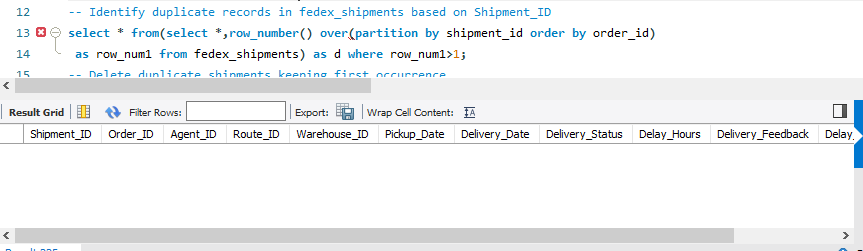 12 -- Identify duplicate records in fedex_shipments based on Shipment_ID
13 select * from(select *,row_number() over(partition by shipment_id order by order_id)
14 as row_num1 from fedex_shipments) as d where row_num1>1;
15 -- Delete duplicate shipments keeping first occurrence
Result Grid Filter Rows: Export: Wrap Cell Content:
Shipment_ID Order_ID Agent_ID Route_ID Warehouse_ID Pickup_Date Delivery_Date Delivery_Status Delay_Hours Delivery_Feedback Delay_